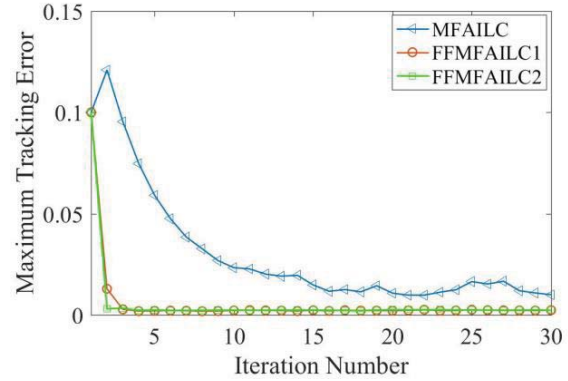 0.15
MFAILC
FFMFAILC1
FFMFAILC2
0.1
0.05
0
Maximum Tracking Error
5 10 15 20 25 30
Iteration Number